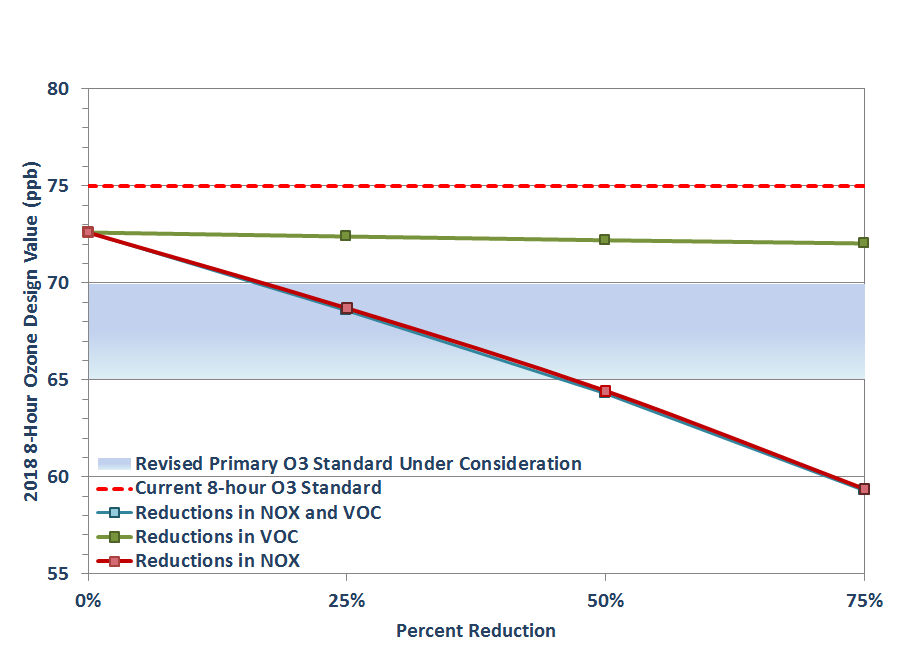 80
75
70
65
60
55
2018 8-Hour Ozone Design Value (ppb)
Revised Primary O3 Standard Under Consideration
Current 8-hour O3 Standard
Reductions in NOX and VOC
Reductions in VOC
Reductions in NOX
0% 25% 50% 75%
Percent Reduction